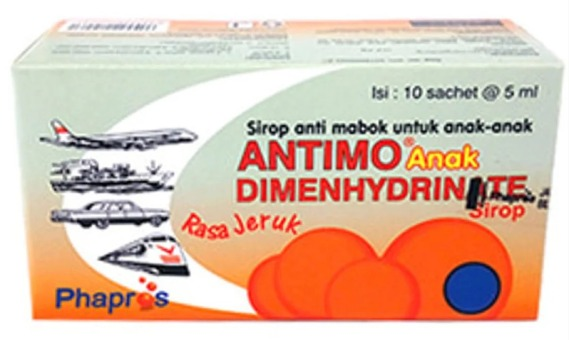 Isi : 10 sachet @ 5 ml
Sirop anti mabok untuk anak-anak
ANTIMO® Anak
DIMENHYDRINATE
Sirop
Rasa Jeruk
Phapros